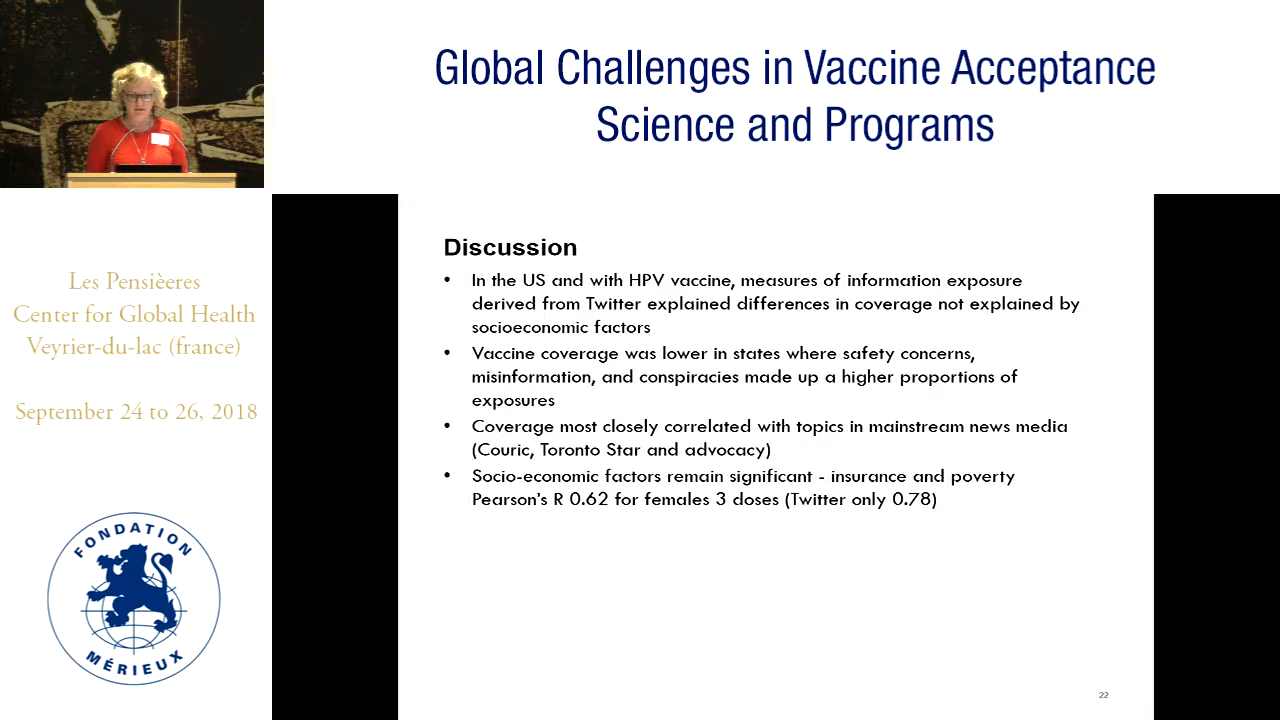 Global Challenges in Vaccine Acceptance
Science and Programs
Les Pensièeres
Center for Global Health
Veyrier-du-lac (france)
September 24 to 26, 2018
FONDATION
MÉRIEUX
Discussion
• In the US and with HPV vaccine, measures of information exposure
derived from Twitter explained differences in coverage not explained by
socioeconomic factors
• Vaccine coverage was lower in states where safety concerns,
misinformation, and conspiracies made up a higher proportions of
exposures
• Coverage most closely correlated with topics in mainstream news media
(Couric, Toronto Star and advocacy)
• Socio-economic factors remain significant - insurance and poverty
Pearson's R 0.62 for females 3 doses (Twitter only 0.78)
22